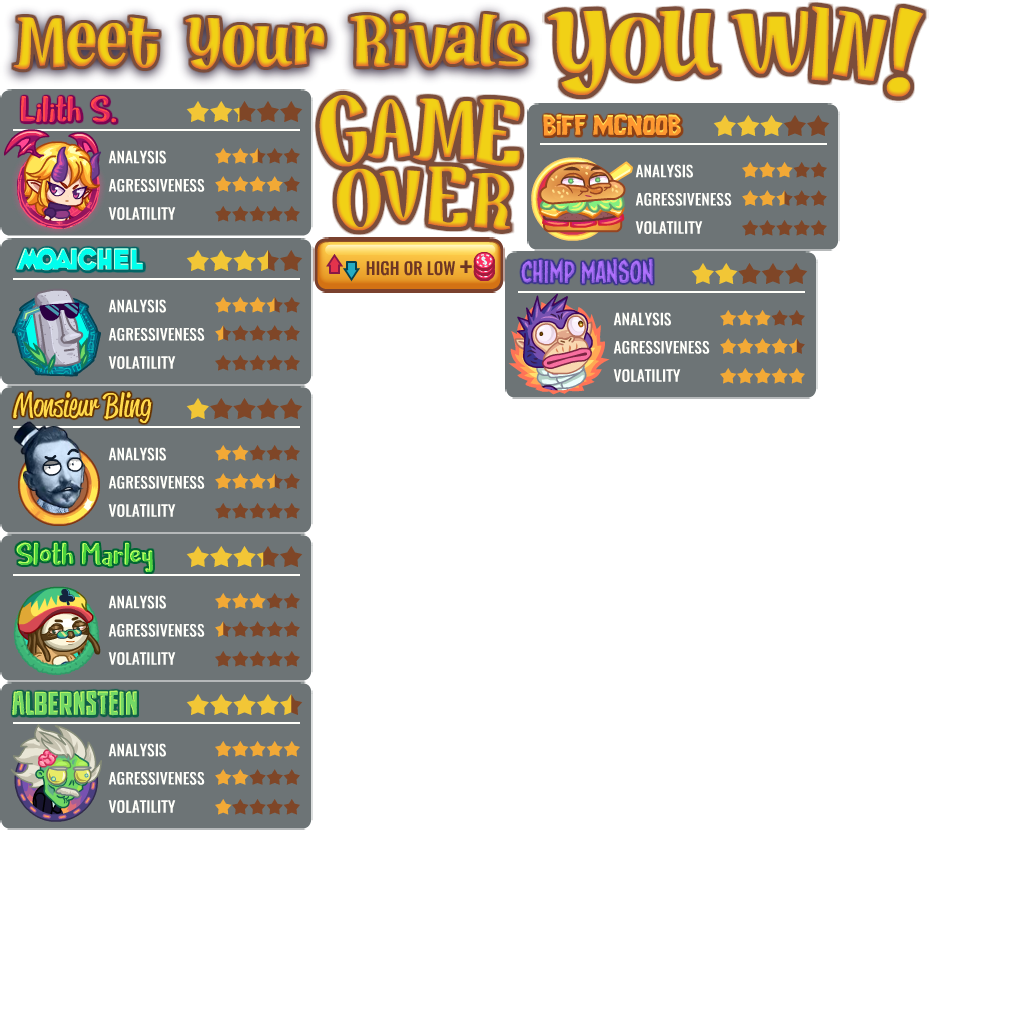 Meet Your Rivals
YOU WIN!
Lilith S.
ANALYSIS
AGRESSIVENESS
VOLATILITY
GAME
OVER
BIFF MCNOOB
ANALYSIS
AGRESSIVENESS
VOLATILITY
MOAICHEL
ANALYSIS
AGRESSIVENESS
VOLATILITY
HIGH OR LOW +
CHIMP MANSON
ANALYSIS
AGRESSIVENESS
VOLATILITY
Monsieur Bling
ANALYSIS
AGRESSIVENESS
VOLATILITY
Sloth Marley
ANALYSIS
AGRESSIVENESS
VOLATILITY
ALBERNSTEIN
ANALYSIS
AGRESSIVENESS
VOLATILITY